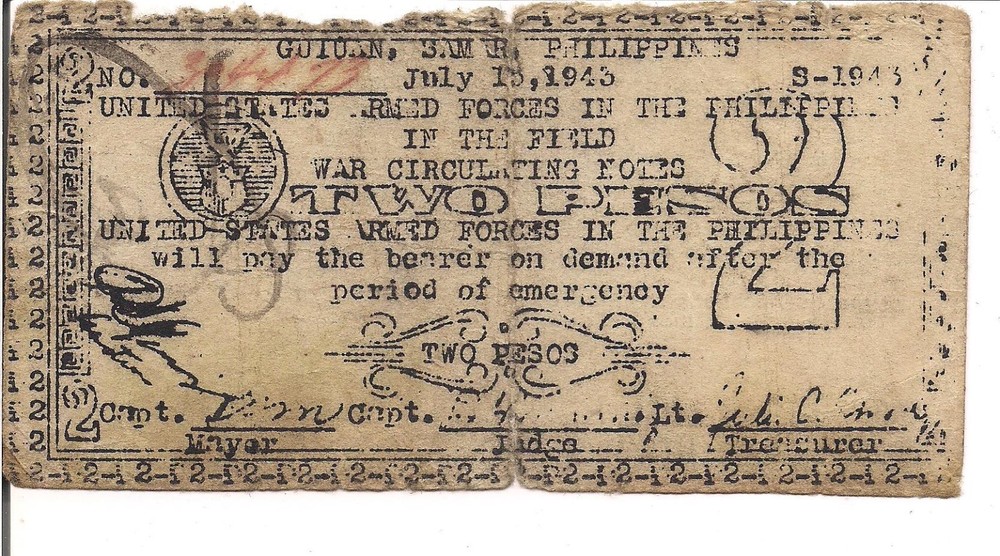 GUIUAN, SAMAR, PHILIPPINES
NO. July 15,1943 S-1943
UNITED STATES ARMED FORCES IN THE PHILIPPINES
IN THE FIELD
WAR CIRCULATING NOTES
TWO PESOS
2
UNITED STATES ARMED FORCES IN THE PHILIPPINES
will pay the bearer on demand after the
period of emergency
TWO PESOS
Capt. Capt. Lt.
Mayor Judge Treasurer